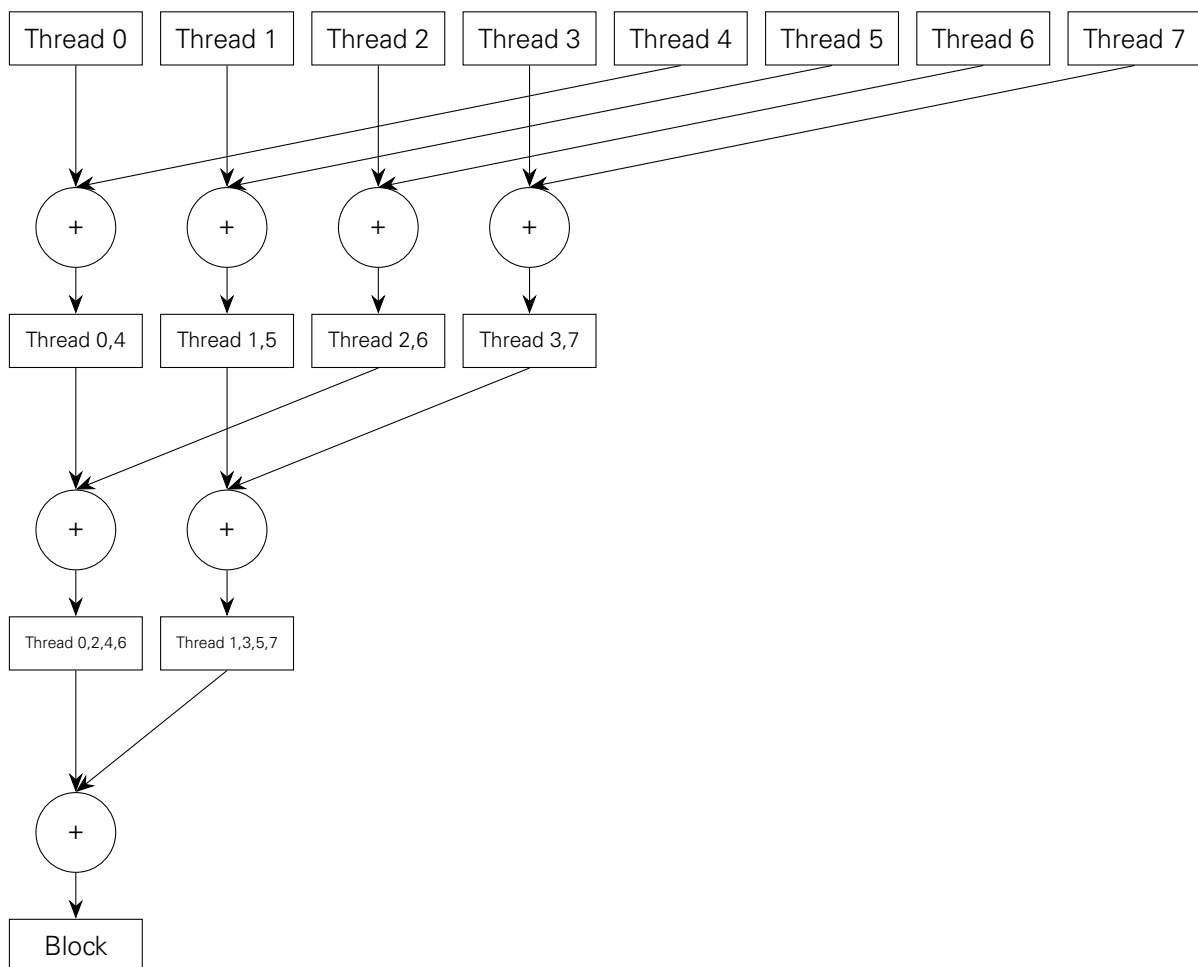 Thread 0
Thread 1
Thread 2
Thread 3
Thread 4
Thread 5
Thread 6
Thread 7
+
+
+
+
Thread 0,4
Thread 1,5
Thread 2,6
Thread 3,7
+
+
Thread 0,2,4,6
Thread 1,3,5,7
+
Block